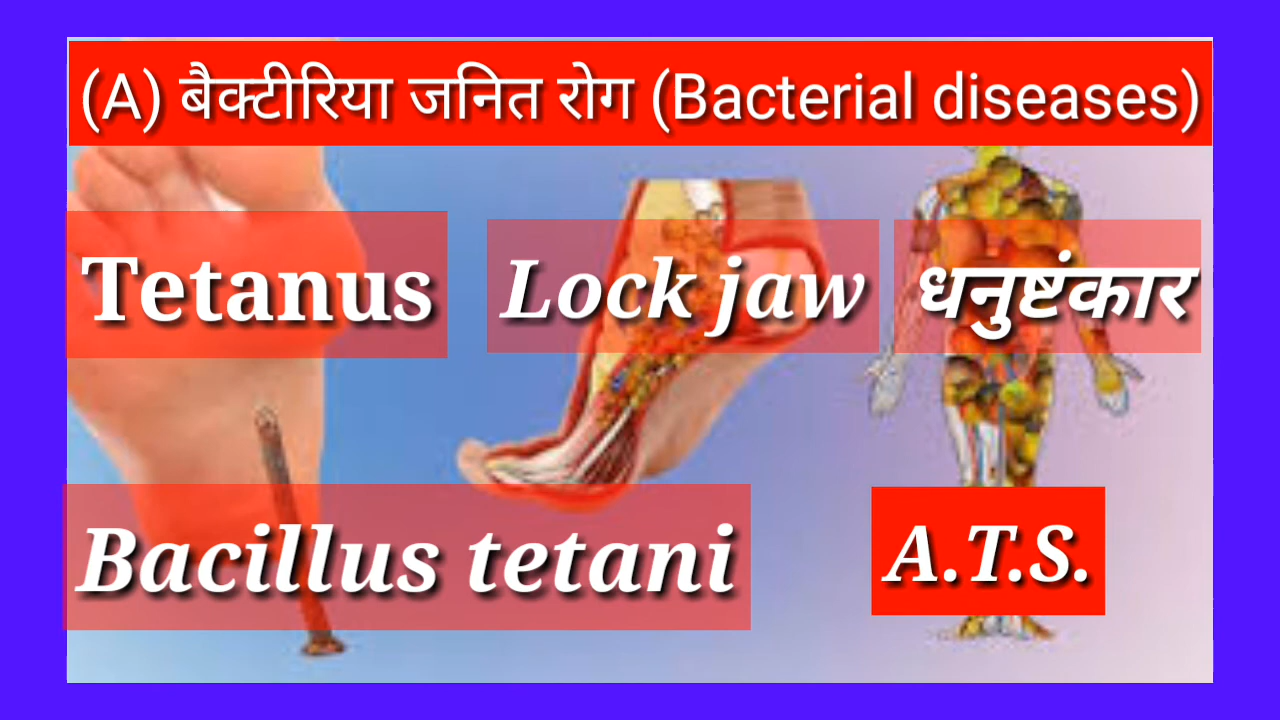 (A) बैक्टीरिया जनित रोग (Bacterial diseases)
Tetanus
Lock jaw
धनुष्टंकार
Bacillus tetani
A.T.S.